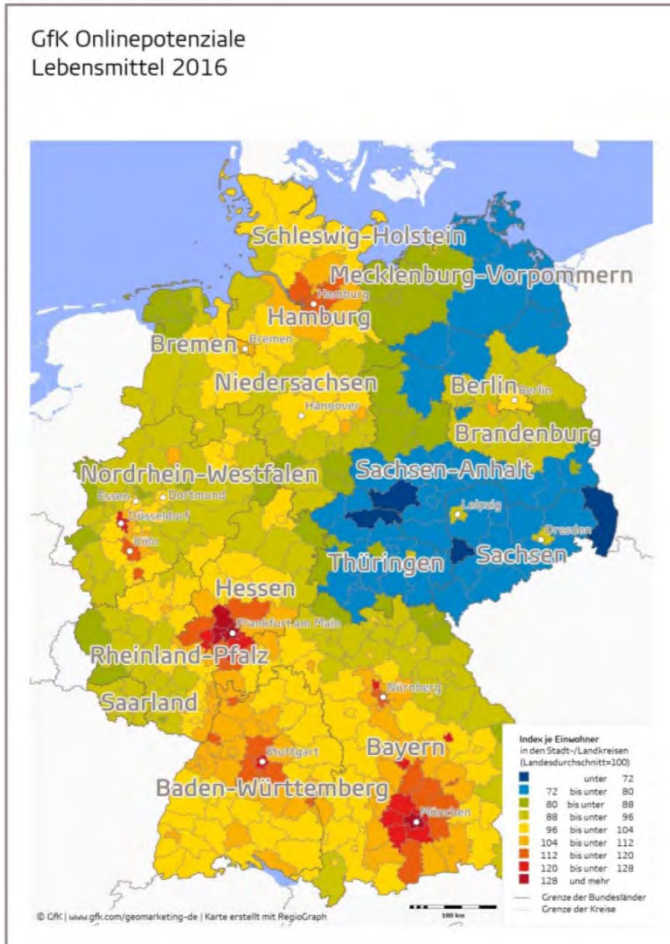 GfK Onlinepotenziale
Lebensmittel 2016
Schleswig-Holstein
Mecklenburg-Vorpommern
Hamburg
Hamburg
Bremen
Bremen
Niedersachsen
Hannover
Berlin
Berlin
Brandenburg
Nordrhein-Westfalen
Sachsen-Anhalt
Essen
Dortmund
Düsseldorf
Leipzig
Köln
Dresden
Thüringen
Sachsen
Hessen
Frankfurt am Main
Rheinland-Pfalz
Saarland
Nürnberg
Stuttgart
Bayern
Baden-Württemberg
München
Index je Einwohner
in den Stadt-/Landkreisen
(Landesdurchschnitt=100)
unter 72
72 bis unter 80
80 bis unter 88
88 bis unter 96
96 bis unter 104
104 bis unter 112
112 bis unter 120
120 bis unter 128
128 und mehr
Grenze der Bundesländer
Grenze der Kreise
100 km
© GfK | www.gfk.com/geomarketing-de | Karte erstellt mit RegioGraph